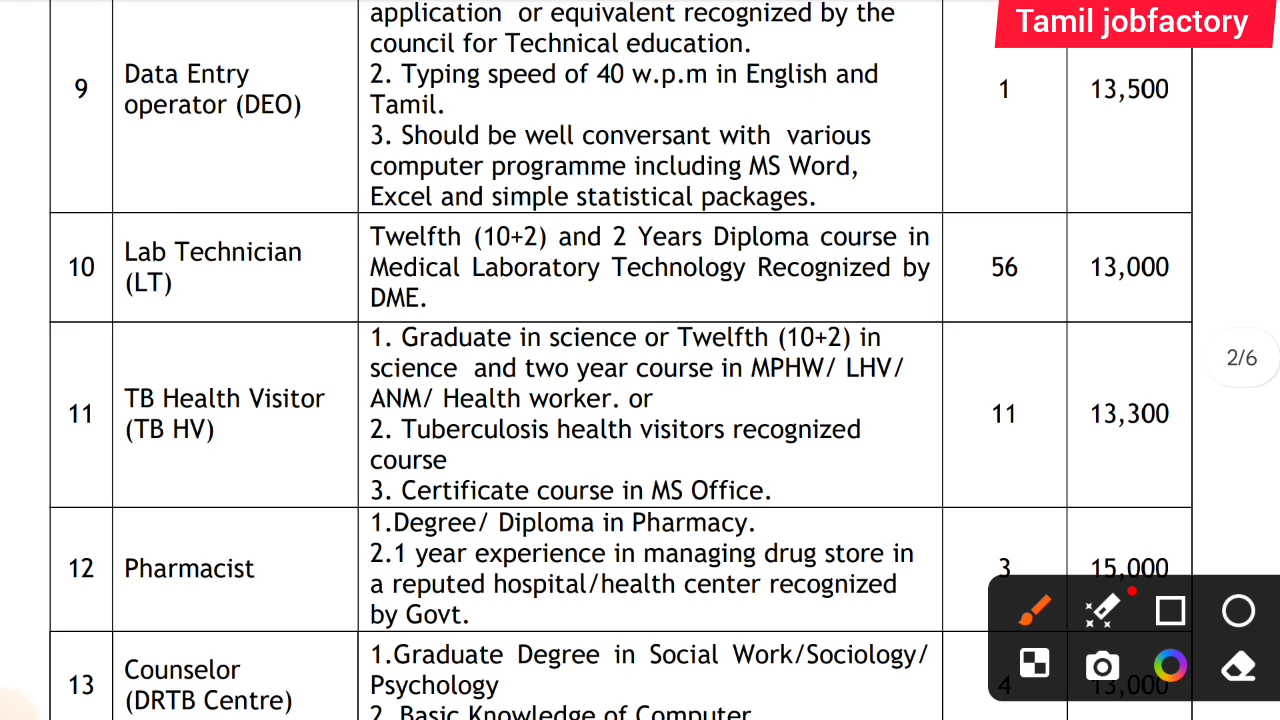 Tamil jobfactory
application or equivalent recognized by the
council for Technical education.
2. Typing speed of 40 w.p.m in English and
Tamil.
3. Should be well conversant with various
computer programme including MS Word,
Excel and simple statistical packages.
9
Data Entry
operator (DEO)
1
13,500
10
Lab Technician
(LT)
Twelfth (10+2) and 2 Years Diploma course in
Medical Laboratory Technology Recognized by
DME.
56
13,000
11
TB Health Visitor
(TB HV)
1. Graduate in science or Twelfth (10+2) in
science and two year course in MPHW/ LHV/
ANM/ Health worker. or
2. Tuberculosis health visitors recognized
course
3. Certificate course in MS Office.
11
13,300
2/6
12
Pharmacist
1.Degree/ Diploma in Pharmacy.
2.1 year experience in managing drug store in
a reputed hospital/health center recognized
by Govt.
3
15,000
13
Counselor
(DRTB Centre)
1.Graduate Degree in Social Work/Sociology/
Psychology
2. Basic Knowledge of Computer
4
13,000